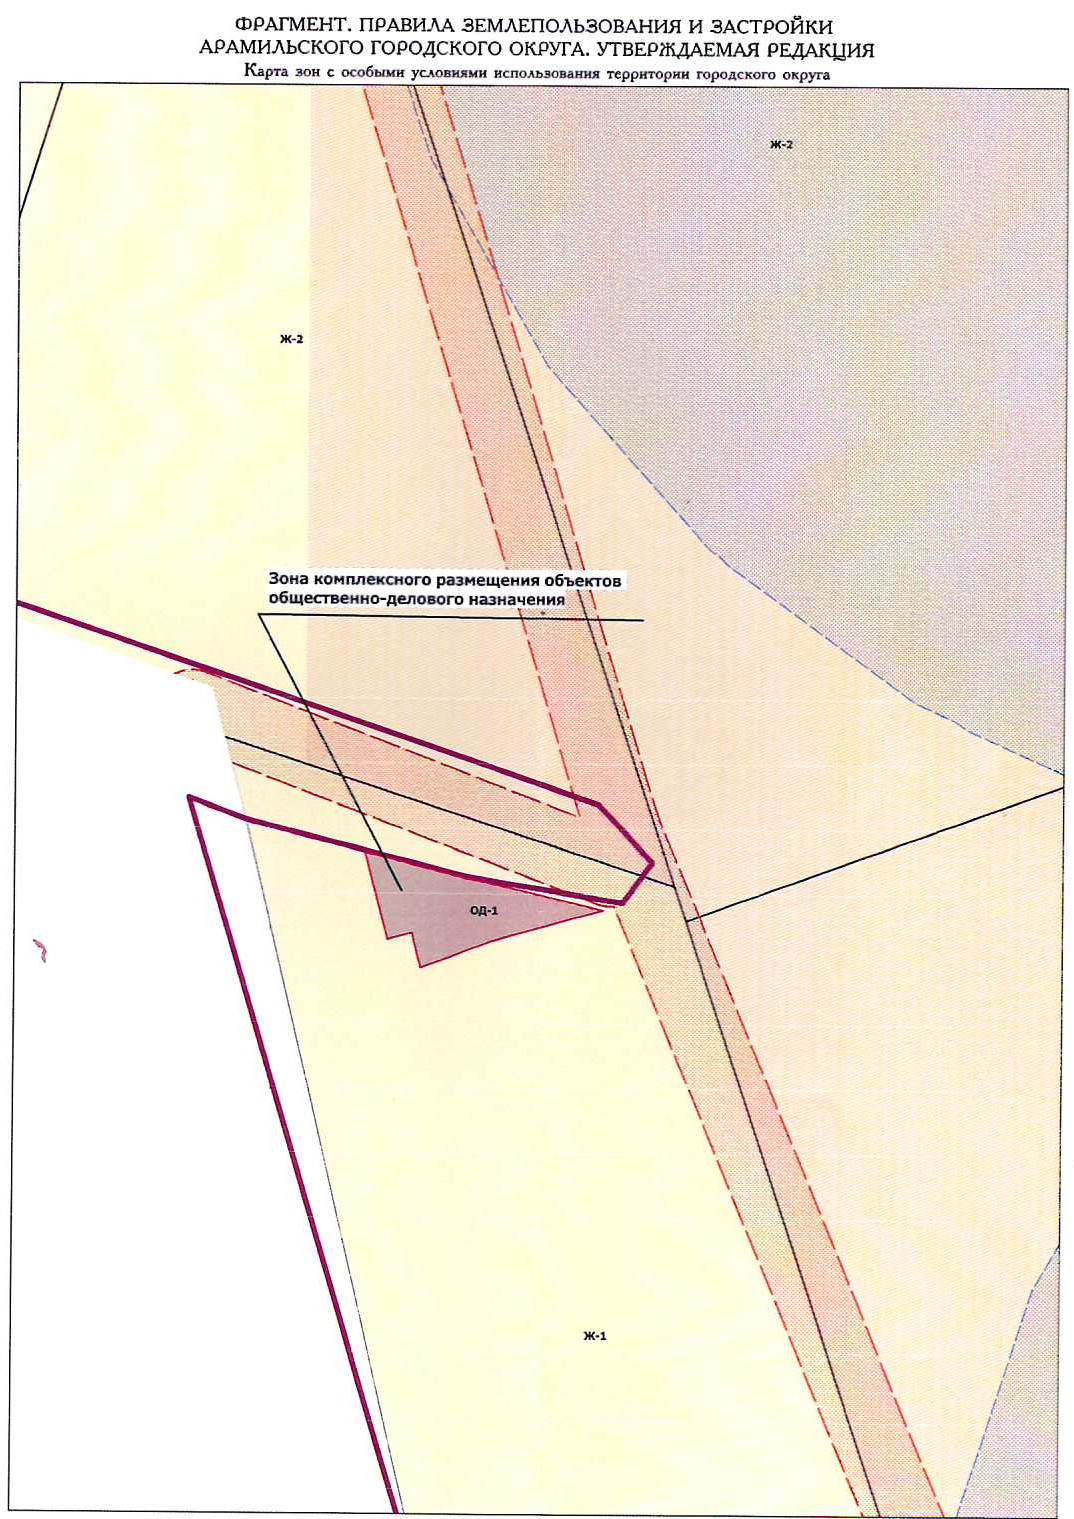 ФРАГМЕНТ. ПРАВИЛА ЗЕМЛЕПОЛЬЗОВАНИЯ И ЗАСТРОЙКИ
АРАМИЛЬСКОГО ГОРОДСКОГО ОКРУГА. УТВЕРЖДАЕМАЯ РЕДАКЦИЯ
Карта зон с особыми условиями использования территории городского округа
Ж-2
Ж-2
Зона комплексного размещения объектов
общественно-делового назначения
ОД-1
Ж-1